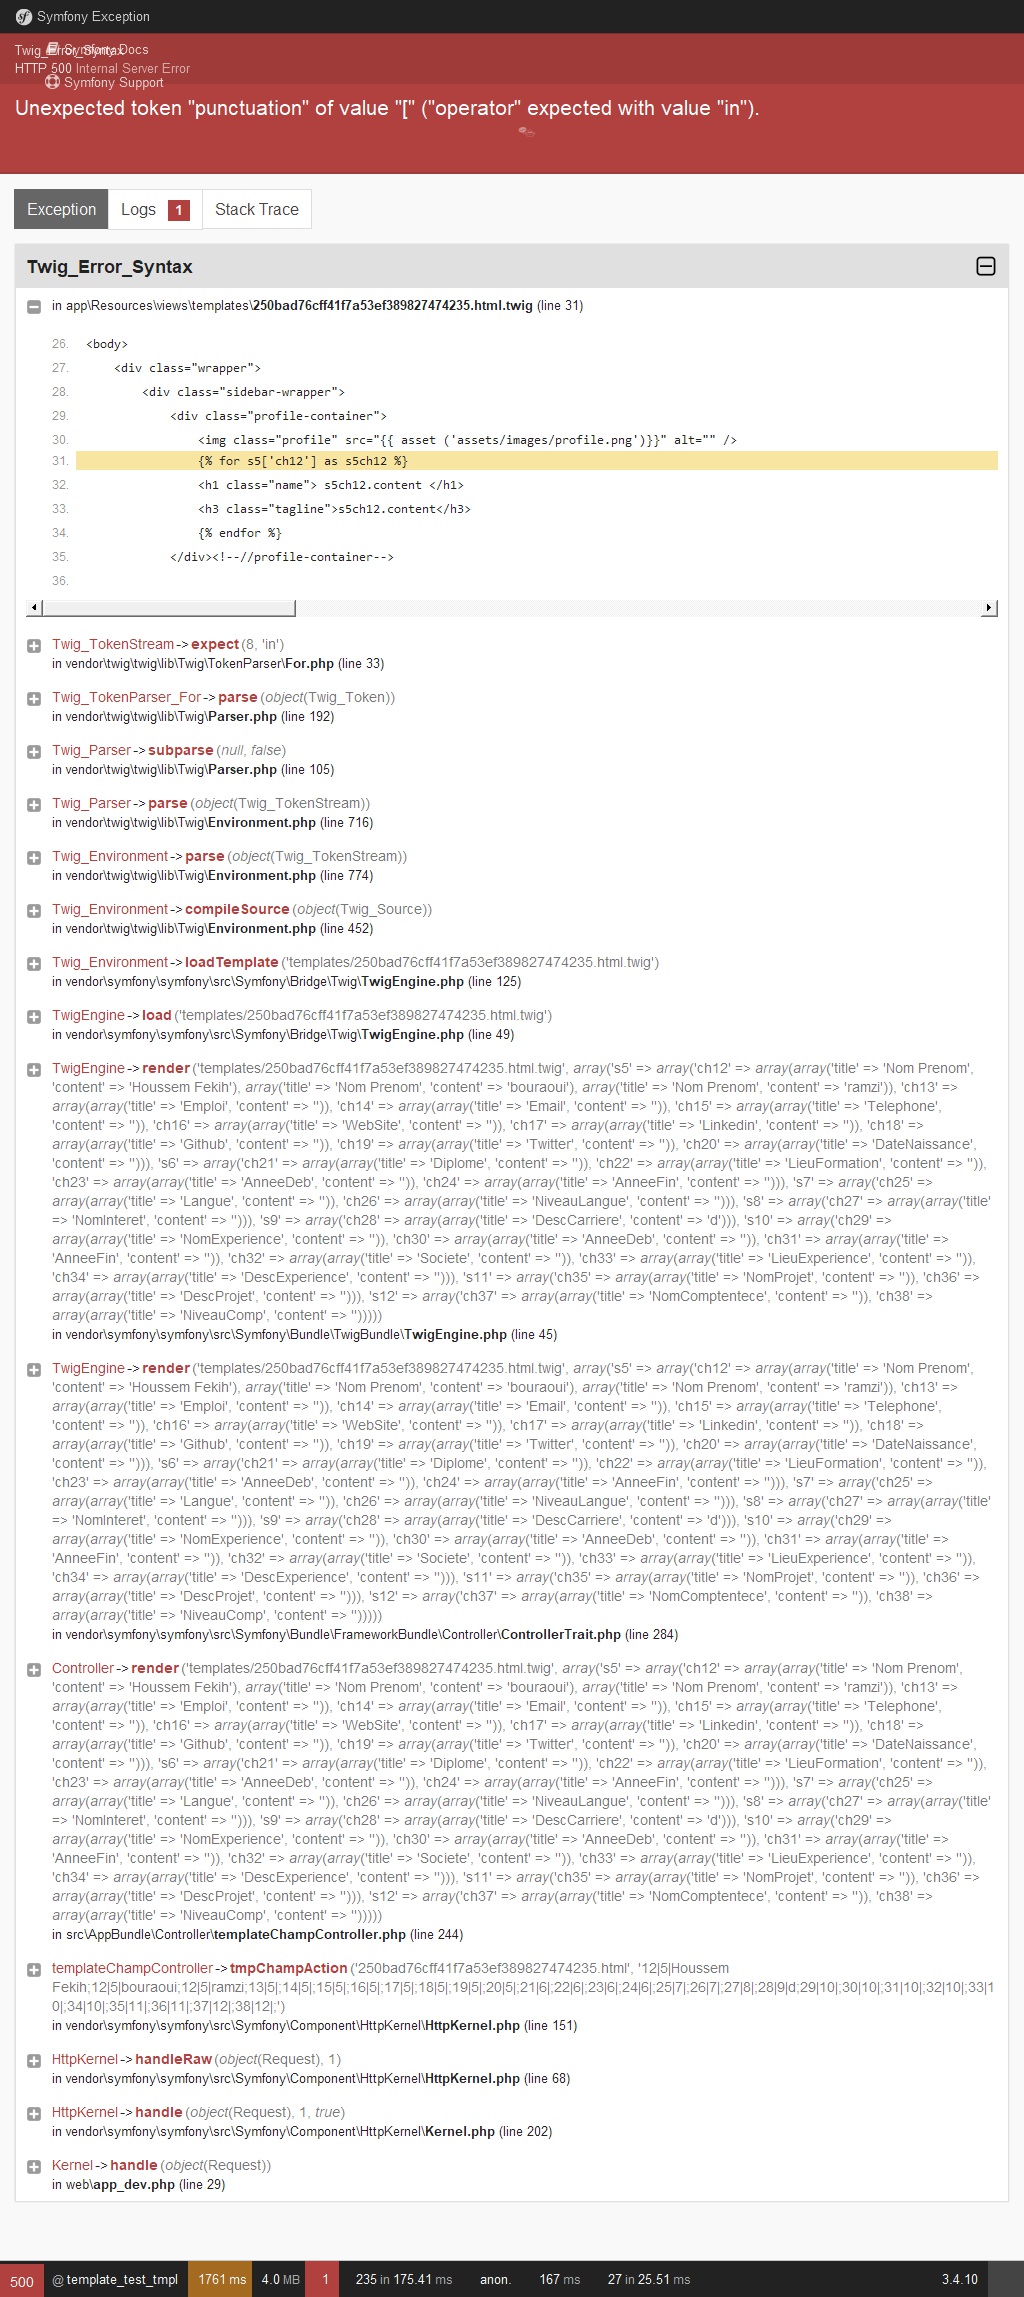 Symfony Exception
Symfony Docs
Twig_Error_Syntax
HTTP 500 Internal Server Error
Symfony Support
Unexpected token "punctuation" of value "[" ("operator" expected with value "in").
Exception Logs 1 Stack Trace
Twig_Error_Syntax
in app\Resources\views\templates\250bad76cff41f7a53ef389827474235.html.twig (line 31)
26. <body>
27. <div class="wrapper">
28. <div class="sidebar-wrapper">
29. <div class="profile-container">
30. <img class="profile" src="{{ asset ('assets/images/profile.png')}}" alt="" />
31. {% for s5['ch12'] as s5ch12 %}
32. <h1 class="name"> s5ch12.content </h1>
33. <h3 class="tagline">s5ch12.content</h3>
34. {% endfor %}
35. </div><!--//profile-container-->
36.
Twig_TokenStream->expect(8, 'in')
in vendor\twig\twig\lib\Twig\TokenParser\For.php (line 33)
Twig_TokenParser_For->parse(object(Twig_Token))
in vendor\twig\twig\lib\Twig\Parser.php (line 192)
Twig_Parser->subparse(null, false)
in vendor\twig\twig\lib\Twig\Parser.php (line 105)
Twig_Parser->parse(object(Twig_TokenStream))
in vendor\twig\twig\lib\Twig\Environment.php (line 716)
Twig_Environment->parse(object(Twig_TokenStream))
in vendor\twig\twig\lib\Twig\Environment.php (line 774)
Twig_Environment->compileSource(object(Twig_Source))
in vendor\twig\twig\lib\Twig\Environment.php (line 452)
Twig_Environment->loadTemplate('templates/250bad76cff41f7a53ef389827474235.html.twig')
in vendor\symfony\symfony\src\Symfony\Bridge\Twig\TwigEngine.php (line 125)
TwigEngine->load('templates/250bad76cff41f7a53ef389827474235.html.twig')
in vendor\symfony\symfony\src\Symfony\Bridge\Twig\TwigEngine.php (line 49)
TwigEngine->render('templates/250bad76cff41f7a53ef389827474235.html.twig', array('s5' => array('ch12' => array(array('title' => 'Nom Prenom',
'content' => 'Houssem Fekih'), array('title' => 'Nom Prenom', 'content' => 'bouraoui'), array('title' => 'Nom Prenom', 'content' => 'ramzi')), 'ch13' =>
array(array('title' => 'Emploi', 'content' => '')), 'ch14' => array(array('title' => 'Email', 'content' => '')), 'ch15' => array(array('title' => 'Telephone',
'content' => '')), 'ch16' => array(array('title' => 'WebSite', 'content' => '')), 'ch17' => array(array('title' => 'Linkedin', 'content' => '')), 'ch18' =>
array(array('title' => 'Github', 'content' => '')), 'ch19' => array(array('title' => 'Twitter', 'content' => '')), 'ch20' => array(array('title' => 'DateNaissance',
'content' => ''))), 's6' => array('ch21' => array(array('title' => 'Diplome', 'content' => '')), 'ch22' => array(array('title' => 'LieuFormation', 'content' => '')),
'ch23' => array(array('title' => 'AnneeDeb', 'content' => '')), 'ch24' => array(array('title' => 'AnneeFin', 'content' => ''))), 's7' => array('ch25' =>
array(array('title' => 'Langue', 'content' => '')), 'ch26' => array(array('title' => 'NiveauLangue', 'content' => ''))), 's8' => array('ch27' => array(array('title'
=> 'NomInteret', 'content' => ''))), 's9' => array('ch28' => array(array('title' => 'DescCarriere', 'content' => 'd'))), 's10' => array('ch29' =>
array(array('title' => 'NomExperience', 'content' => '')), 'ch30' => array(array('title' => 'AnneeDeb', 'content' => '')), 'ch31' => array(array('title' =>
'AnneeFin', 'content' => '')), 'ch32' => array(array('title' => 'Societe', 'content' => '')), 'ch33' => array(array('title' => 'LieuExperience', 'content' => '')),
'ch34' => array(array('title' => 'DescExperience', 'content' => ''))), 's11' => array('ch35' => array(array('title' => 'NomProjet', 'content' => '')), 'ch36' =>
array(array('title' => 'DescProjet', 'content' => ''))), 's12' => array('ch37' => array(array('title' => 'NomComptentece', 'content' => '')), 'ch38' =>
array(array('title' => 'NiveauComp', 'content' => '')))))
in vendor\symfony\symfony\src\Symfony\Bundle\TwigBundle\TwigEngine.php (line 45)
TwigEngine->render('templates/250bad76cff41f7a53ef389827474235.html.twig', array('s5' => array('ch12' => array(array('title' => 'Nom Prenom',
'content' => 'Houssem Fekih'), array('title' => 'Nom Prenom', 'content' => 'bouraoui'), array('title' => 'Nom Prenom', 'content' => 'ramzi')), 'ch13' =>
array(array('title' => 'Emploi', 'content' => '')), 'ch14' => array(array('title' => 'Email', 'content' => '')), 'ch15' => array(array('title' => 'Telephone',
'content' => '')), 'ch16' => array(array('title' => 'WebSite', 'content' => '')), 'ch17' => array(array('title' => 'Linkedin', 'content' => '')), 'ch18' =>
array(array('title' => 'Github', 'content' => '')), 'ch19' => array(array('title' => 'Twitter', 'content' => '')), 'ch20' => array(array('title' => 'DateNaissance',
'content' => ''))), 's6' => array('ch21' => array(array('title' => 'Diplome', 'content' => '')), 'ch22' => array(array('title' => 'LieuFormation', 'content' => '')),
'ch23' => array(array('title' => 'AnneeDeb', 'content' => '')), 'ch24' => array(array('title' => 'AnneeFin', 'content' => ''))), 's7' => array('ch25' =>
array(array('title' => 'Langue', 'content' => '')), 'ch26' => array(array('title' => 'NiveauLangue', 'content' => ''))), 's8' => array('ch27' => array(array('title'
=> 'NomInteret', 'content' => ''))), 's9' => array('ch28' => array(array('title' => 'DescCarriere', 'content' => 'd'))), 's10' => array('ch29' =>
array(array('title' => 'NomExperience', 'content' => '')), 'ch30' => array(array('title' => 'AnneeDeb', 'content' => '')), 'ch31' => array(array('title' =>
'AnneeFin', 'content' => '')), 'ch32' => array(array('title' => 'Societe', 'content' => '')), 'ch33' => array(array('title' => 'LieuExperience', 'content' => '')),
'ch34' => array(array('title' => 'DescExperience', 'content' => ''))), 's11' => array('ch35' => array(array('title' => 'NomProjet', 'content' => '')), 'ch36' =>
array(array('title' => 'DescProjet', 'content' => ''))), 's12' => array('ch37' => array(array('title' => 'NomComptentece', 'content' => '')), 'ch38' =>
array(array('title' => 'NiveauComp', 'content' => '')))))
in vendor\symfony\symfony\src\Symfony\Bundle\FrameworkBundle\Controller\ControllerTrait.php (line 284)
Controller->render('templates/250bad76cff41f7a53ef389827474235.html.twig', array('s5' => array('ch12' => array(array('title' => 'Nom Prenom',
'content' => 'Houssem Fekih'), array('title' => 'Nom Prenom', 'content' => 'bouraoui'), array('title' => 'Nom Prenom', 'content' => 'ramzi')), 'ch13' =>
array(array('title' => 'Emploi', 'content' => '')), 'ch14' => array(array('title' => 'Email', 'content' => '')), 'ch15' => array(array('title' => 'Telephone',
'content' => '')), 'ch16' => array(array('title' => 'WebSite', 'content' => '')), 'ch17' => array(array('title' => 'Linkedin', 'content' => '')), 'ch18' =>
array(array('title' => 'Github', 'content' => '')), 'ch19' => array(array('title' => 'Twitter', 'content' => '')), 'ch20' => array(array('title' => 'DateNaissance',
'content' => ''))), 's6' => array('ch21' => array(array('title' => 'Diplome', 'content' => '')), 'ch22' => array(array('title' => 'LieuFormation', 'content' => '')),
'ch23' => array(array('title' => 'AnneeDeb', 'content' => '')), 'ch24' => array(array('title' => 'AnneeFin', 'content' => ''))), 's7' => array('ch25' =>
array(array('title' => 'Langue', 'content' => '')), 'ch26' => array(array('title' => 'NiveauLangue', 'content' => ''))), 's8' => array('ch27' => array(array('title'
=> 'NomInteret', 'content' => ''))), 's9' => array('ch28' => array(array('title' => 'DescCarriere', 'content' => 'd'))), 's10' => array('ch29' =>
array(array('title' => 'NomExperience', 'content' => '')), 'ch30' => array(array('title' => 'AnneeDeb', 'content' => '')), 'ch31' => array(array('title' =>
'AnneeFin', 'content' => '')), 'ch32' => array(array('title' => 'Societe', 'content' => '')), 'ch33' => array(array('title' => 'LieuExperience', 'content' => '')),
'ch34' => array(array('title' => 'DescExperience', 'content' => ''))), 's11' => array('ch35' => array(array('title' => 'NomProjet', 'content' => '')), 'ch36' =>
array(array('title' => 'DescProjet', 'content' => ''))), 's12' => array('ch37' => array(array('title' => 'NomComptentece', 'content' => '')), 'ch38' =>
array(array('title' => 'NiveauComp', 'content' => '')))))
in src\AppBundle\Controller\templateChampController.php (line 244)
templateChampController->tmpChampAction('250bad76cff41f7a53ef389827474235.html', '12|5|Houssem
Fekih;12|5|bouraoui;12|5|ramzi;13|5|;14|5|;15|5|;16|5|;17|5|;18|5|;19|5|;20|5|;21|6|;22|6|;23|6|;24|6|;25|7|;26|7|;27|8|;28|9|d;29|10|;30|10|;31|10|;32|10|;33|1
0|;34|10|;35|11|;36|11|;37|12|;38|12|;')
in vendor\symfony\symfony\src\Symfony\Component\HttpKernel\HttpKernel.php (line 151)
HttpKernel->handleRaw(object(Request), 1)
in vendor\symfony\symfony\src\Symfony\Component\HttpKernel\HttpKernel.php (line 68)
HttpKernel->handle(object(Request), 1, true)
in vendor\symfony\symfony\src\Symfony\Component\HttpKernel\Kernel.php (line 202)
Kernel->handle(object(Request))
in web\app_dev.php (line 29)
500 @ template_test_tmpl 1761 ms 4.0 MB 1 235 in 175.41 ms anon. 167 ms 27 in 25.51 ms 3.4.10